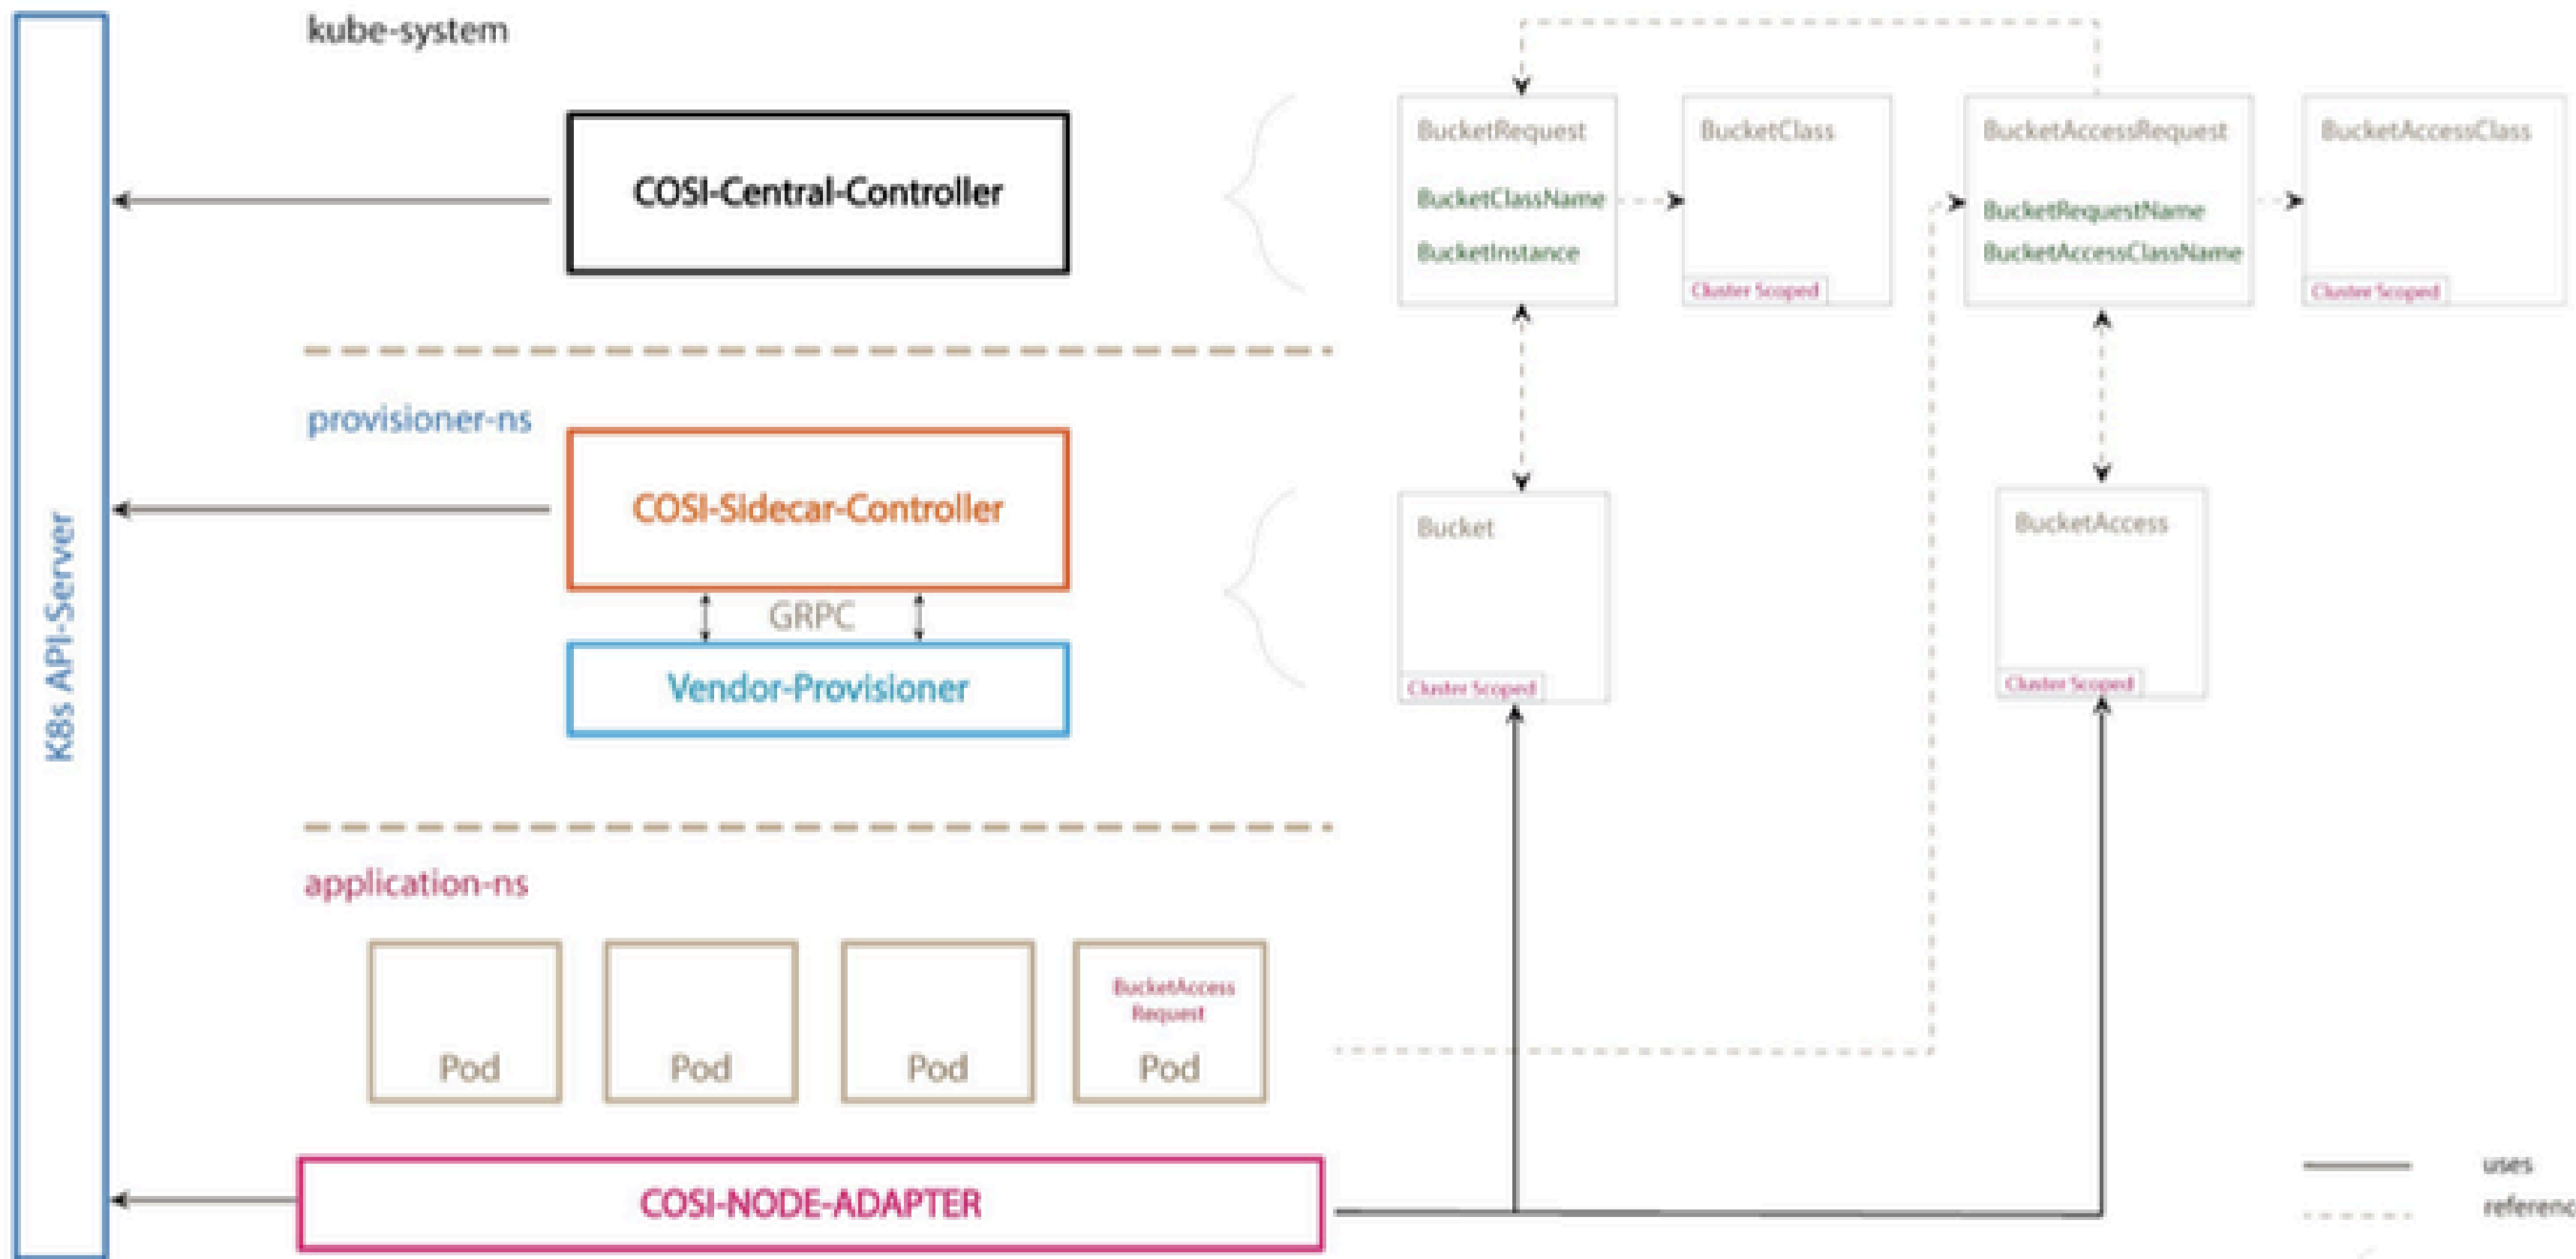 kube-system
COSI-Central-Controller
BucketRequest
BucketClassName
BucketInstance
BucketClass
Cluster Scoped
BucketAccessRequest
BucketRequestName
BucketAccessClassName
BucketAccessClass
Cluster Scoped
provisioner-ns
COSI-Sidecar-Controller
GRPC
Vendor-Provisioner
Bucket
Cluster Scoped
BucketAccess
Cluster Scoped
K8s API-Server
application-ns
Pod
Pod
Pod
BucketAccess
Request
Pod
COSI-NODE-ADAPTER
uses
referenc